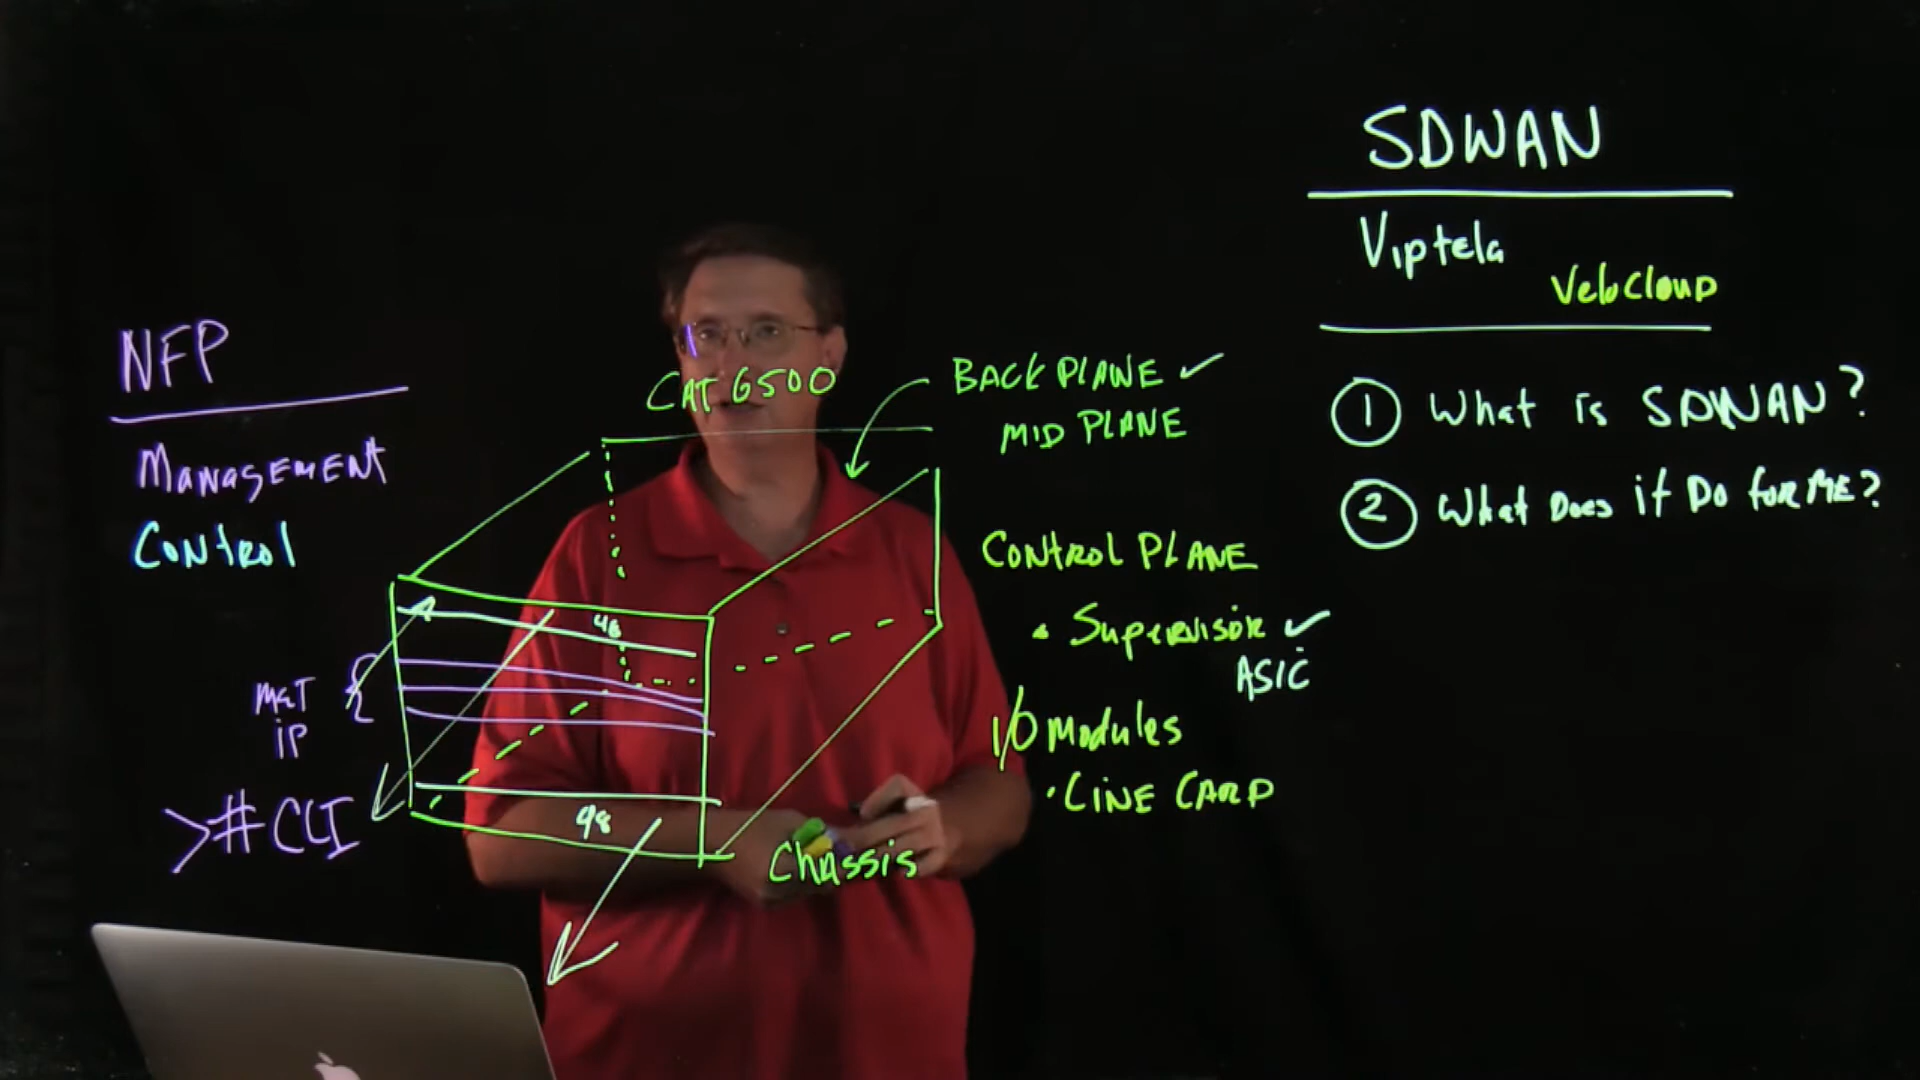 SDWAN
Viptela
VeloCloud
① What is SDWAN?
② What Does it Do for ME?
NFP
Management
Control
MGT
IP
># CLI
CAT 6500
BACKPLANE ✓
MID PLANE
CONTROL PLANE
• Supervisor ✓
ASIC
I/O Modules
• LINE CARD
48
48
Chassis